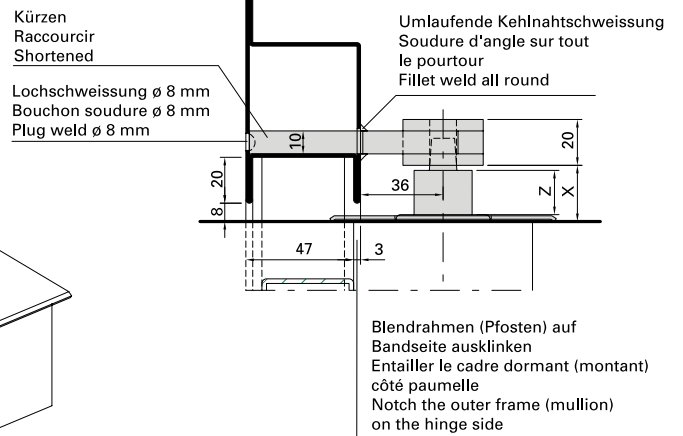 Kürzen
Raccourcir
Shortened
Lochschweissung ø 8 mm
Bouchon soudure ø 8 mm
Plug weld ø 8 mm
Umlaufende Kehlnahtschweissung
Soudure d'angle sur tout
le pourtour
Fillet weld all round
10
20
20
36
Z
X
8
47
3
Blendrahmen (Pfosten) auf
Bandseite ausklinken
Entailler le cadre dormant (montant)
côté paumelle
Notch the outer frame (mullion)
on the hinge side